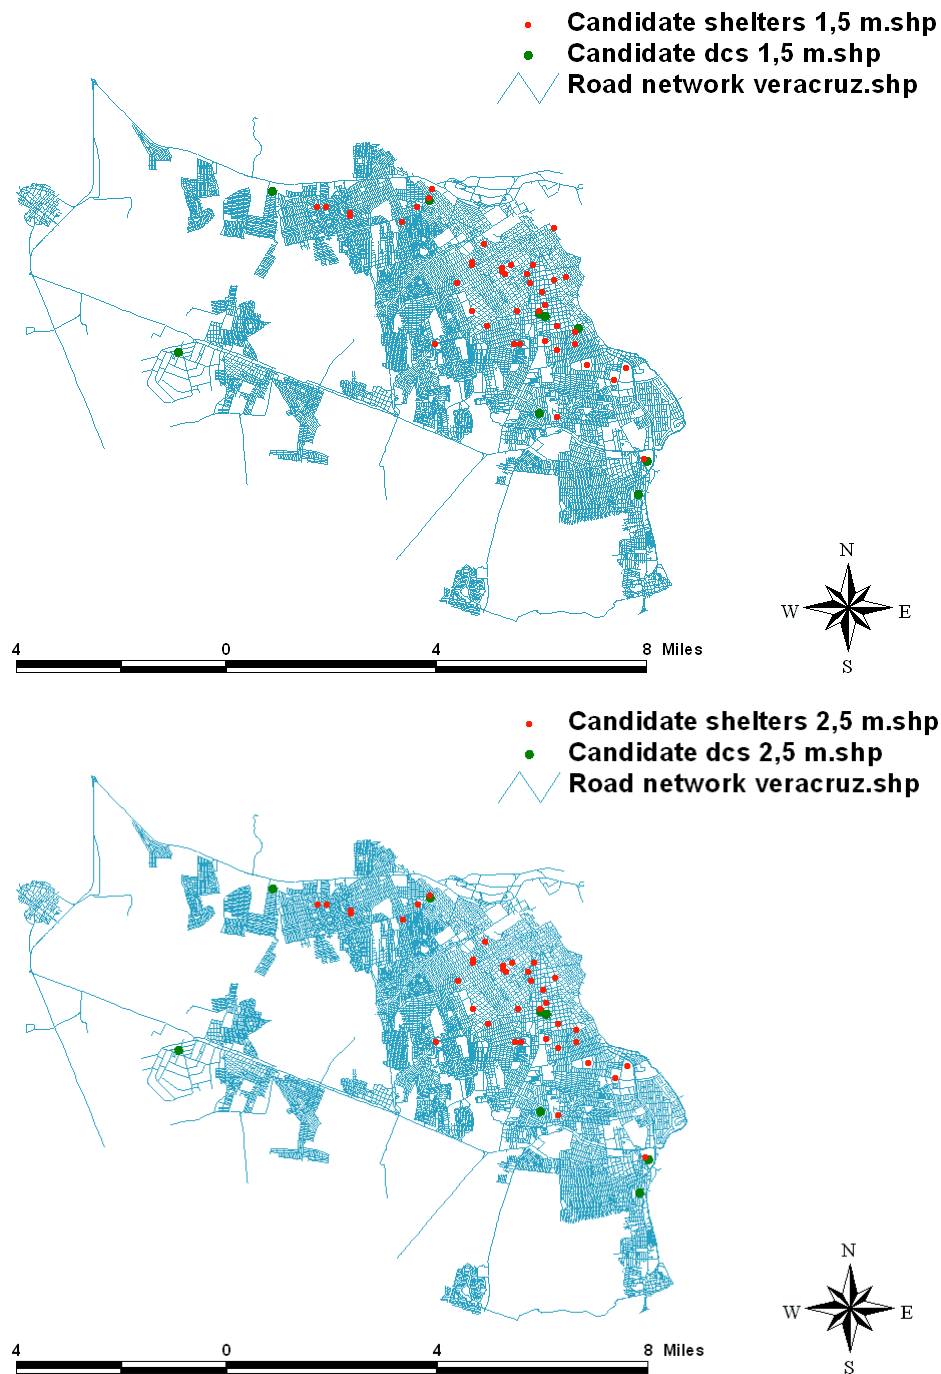 Candidate shelters 1,5 m.shp
Candidate dcs 1,5 m.shp
Road network veracruz.shp
N
W E
S
4 0 4 8 Miles
Candidate shelters 2,5 m.shp
Candidate dcs 2,5 m.shp
Road network veracruz.shp
N
W E
S
4 0 4 8 Miles